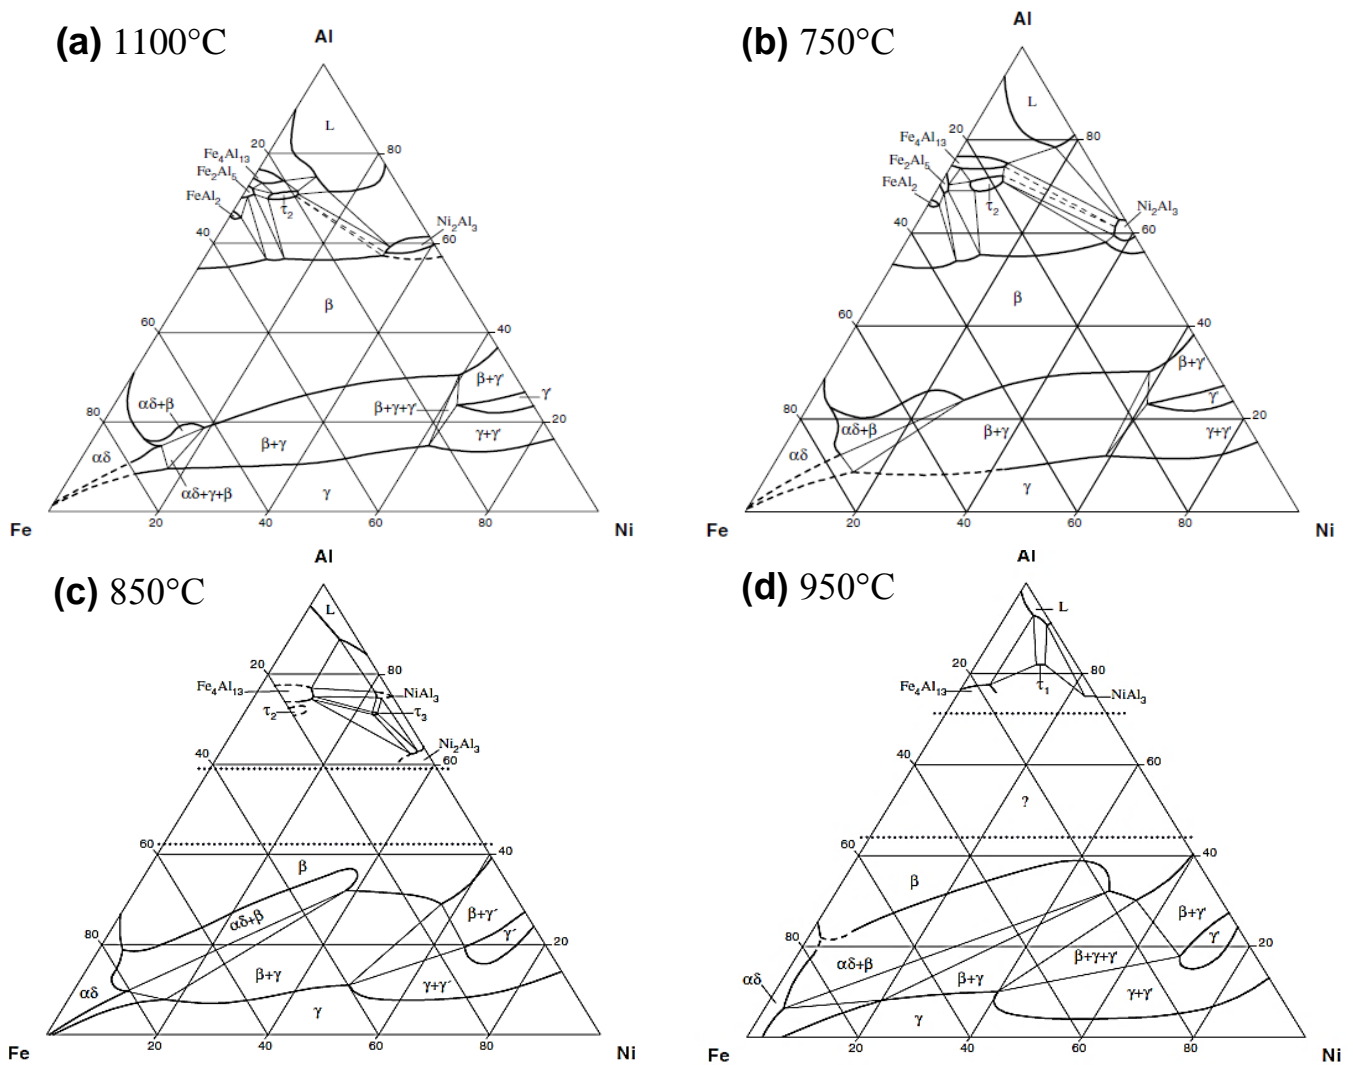 (a) 1100°C
Al
L
20
80
Fe4Al13
Fe2Al5
FeAl2
τ2
Ni2Al3
40
60
β
60
40
αδ+β
β+γ'
γ'
β+γ+γ'
80
20
β+γ
γ+γ'
αδ
αδ+γ+β
γ
Fe
20
40
60
80
Ni
(b) 750°C
Al
L
20
80
Fe4Al13
Fe2Al5
FeAl2
τ2
Ni2Al3
40
60
β
60
40
β+γ'
γ'
80
20
αδ+β
β+γ
γ+γ'
αδ
γ
Fe
20
40
60
80
Ni
(c) 850°C
Al
L
20
80
Fe4Al13
NiAl3
τ2
τ3
Ni2Al3
40
60
60
40
β
αδ+β
β+γ´
γ´
80
20
β+γ
γ+γ´
αδ
γ
Fe
20
40
60
80
Ni
(d) 950°C
Al
L
20
80
Fe4Al13
τ1
NiAl3
40
60
?
60
40
β
β+γ'
γ'
80
20
αδ+β
β+γ
β+γ+γ'
αδ
γ+γ'
γ
Fe
20
40
60
80
Ni